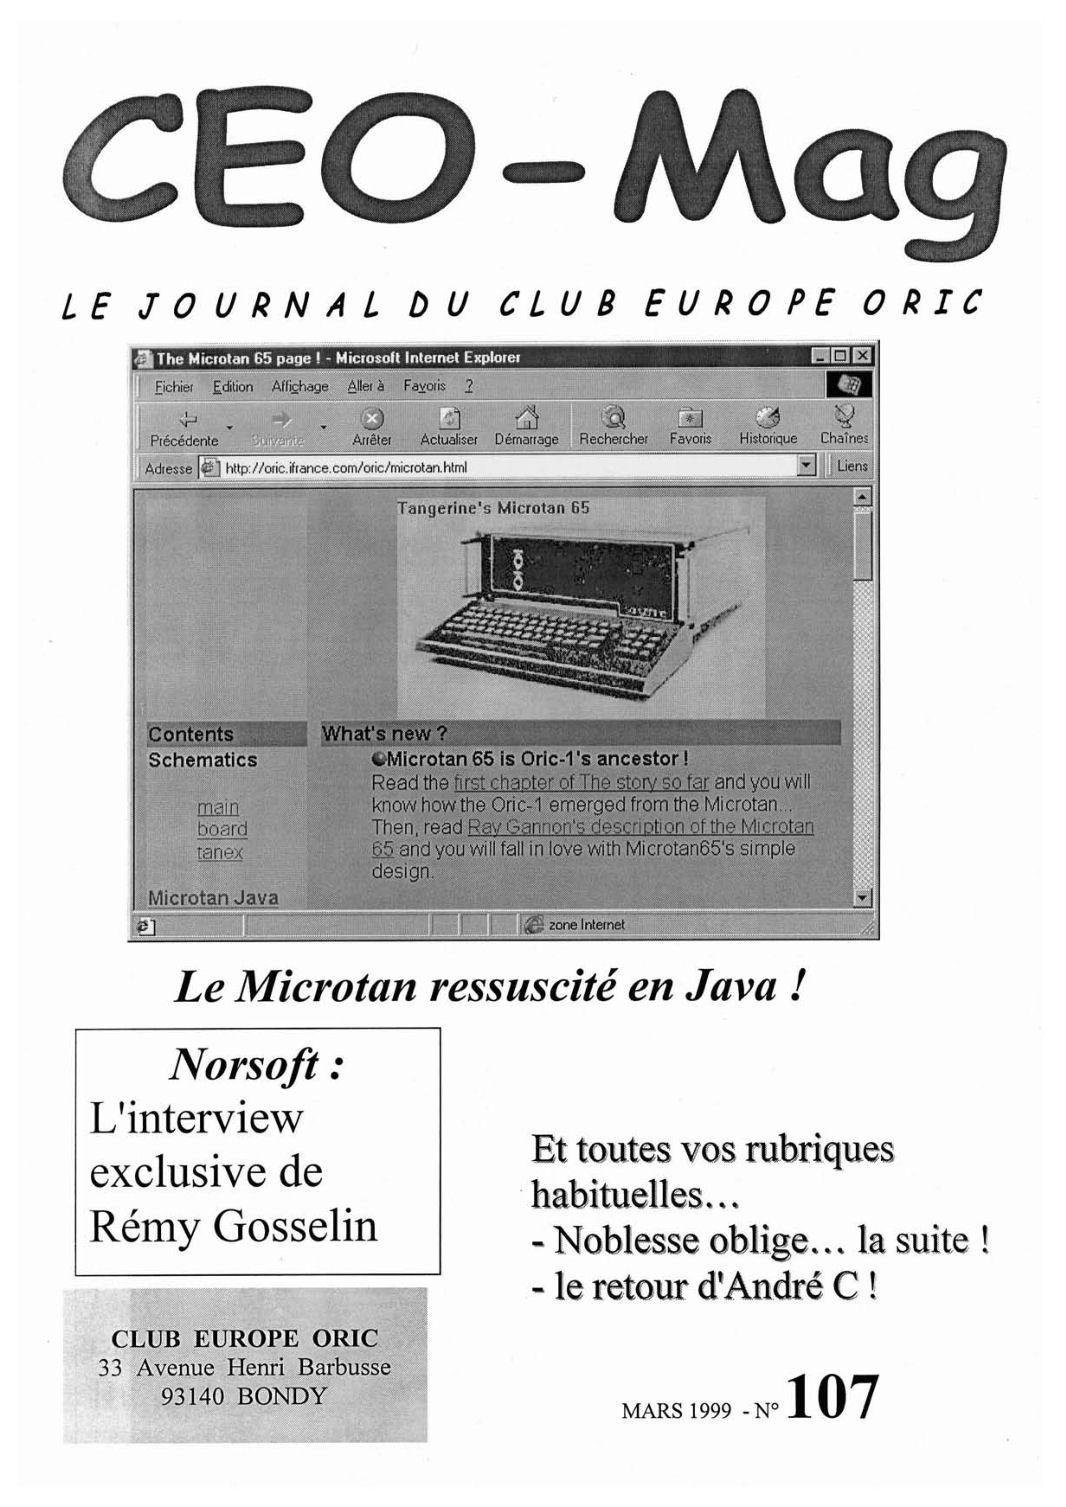 CEO-Mag
LE JOURNAL DU CLUB EUROPE ORIC
The Microtan 65 page ! - Microsoft Internet Explorer
Fichier Edition Affichage Aller à Favoris ?
Précédente Suivante Arrêter Actualiser Démarrage Rechercher Favoris Historique Chaînes
Adresse http://oric.ifrance.com/oric/microtan.html Liens
Tangerine's Microtan 65
Contents
Schematics
main
board
tanex
Microtan Java
What's new ?
Microtan 65 is Oric-1's ancestor !
Read the first chapter of The story so far and you will
know how the Oric-1 emerged from the Microtan...
Then, read Ray Gannon's description of the Microtan
65 and you will fall in love with Microtan65's simple
design.
zone Internet
Le Microtan ressuscité en Java !
Norsoft :
L'interview
exclusive de
Rémy Gosselin
Et toutes vos rubriques
habituelles...
- Noblesse oblige... la suite !
- le retour d'André C !
CLUB EUROPE ORIC
33 Avenue Henri Barbusse
93140 BONDY
MARS 1999 - N° 107